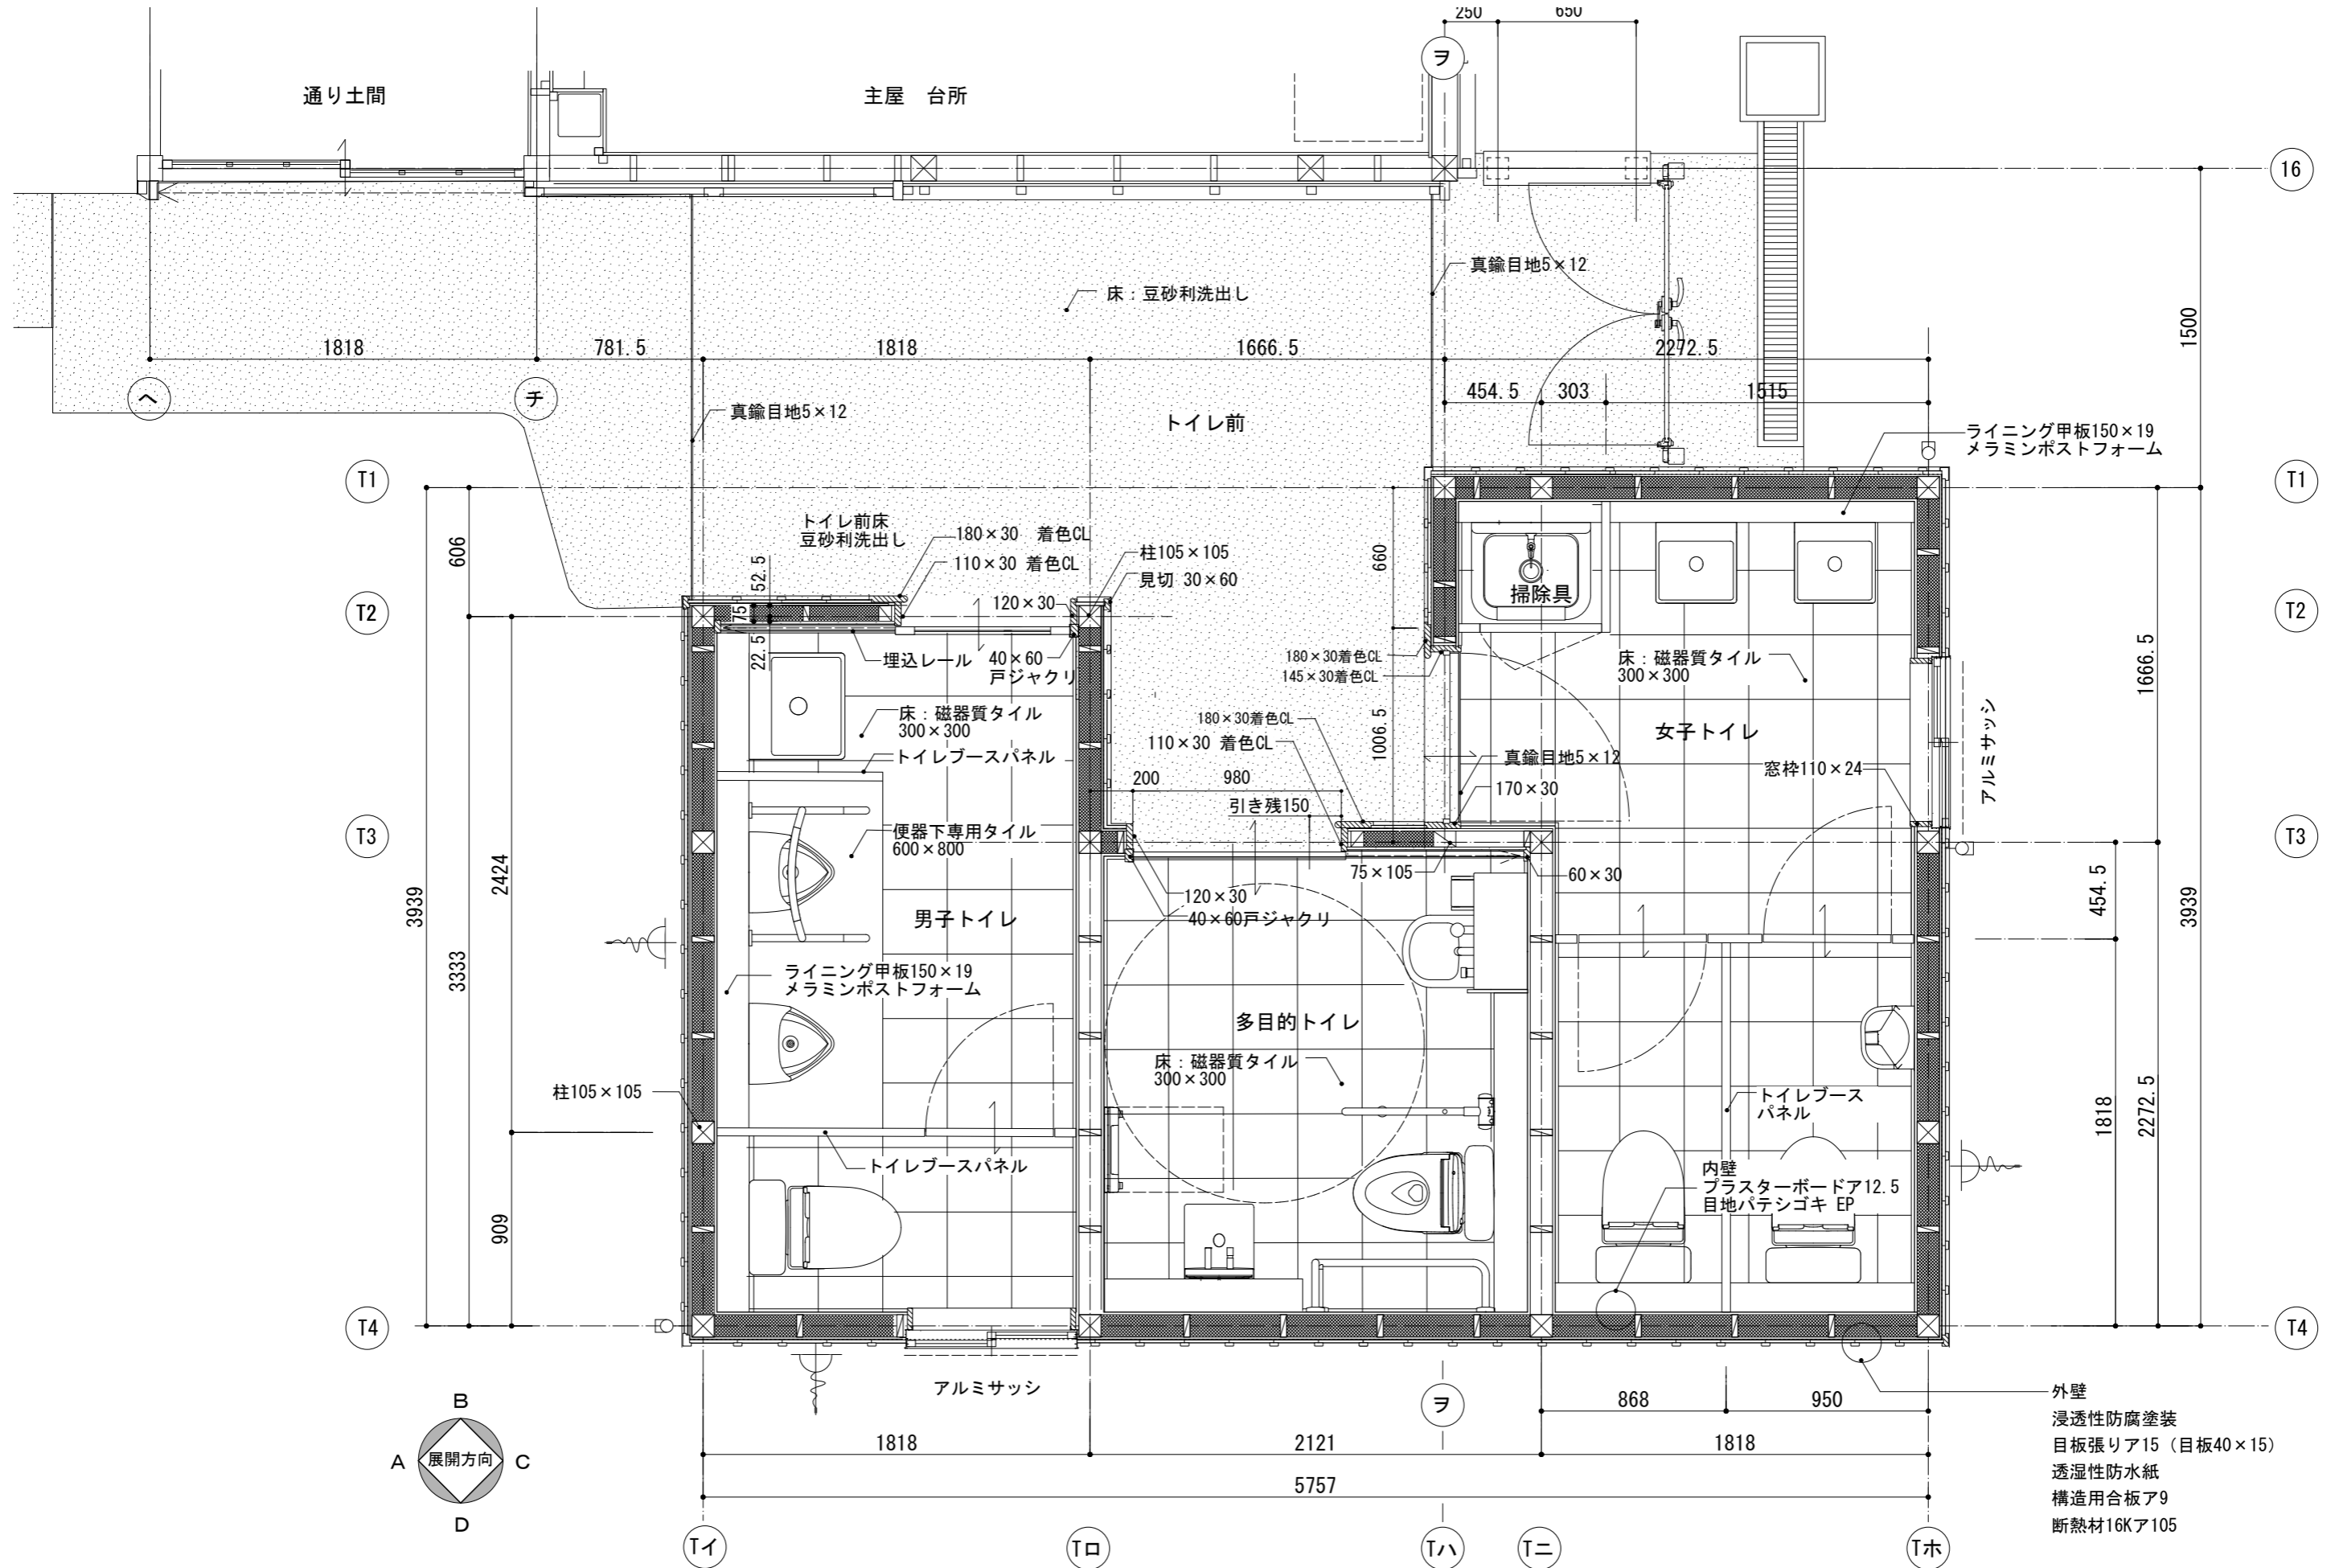 250
650
ヲ
通り土間
主屋　台所
16
真鍮目地5×12
床：豆砂利洗出し
1818
781.5
1818
1666.5
2272.5
1500
454.5
303
1515
ヘ
チ
真鍮目地5×12
トイレ前
ライニング甲板150×19
メラミンポストフォーム
T1
T1
トイレ前床
豆砂利洗出し
180×30 着色CL
110×30 着色CL
柱105×105
見切 30×60
120×30
606
52.5
75
22.5
660
掃除具
T2
T2
埋込レール
40×60
戸ジャクリ
180×30着色CL
145×30着色CL
床：磁器質タイル
300×300
1666.5
床：磁器質タイル
300×300
180×30着色CL
110×30 着色CL
1006.5
女子トイレ
トイレブースパネル
真鍮目地5×12
窓枠110×24
アルミサッシ
200
980
引き残150
170×30
便器下専用タイル
600×800
T3
T3
75×105
60×30
120×30
40×60戸ジャクリ
2424
3939
男子トイレ
454.5
3939
3333
ライニング甲板150×19
メラミンポストフォーム
多目的トイレ
床：磁器質タイル
300×300
柱105×105
トイレブース
パネル
1818
2272.5
トイレブースパネル
内壁
プラスターボードア12.5
目地パテシゴキ EP
909
T4
T4
アルミサッシ
B
A
展開方向
C
D
ヲ
868
950
1818
2121
1818
5757
外壁
浸透性防腐塗装
目板張りア15（目板40×15）
透湿性防水紙
構造用合板ア9
断熱材16Kア105
Tイ
Tロ
Tハ
Tニ
Tホ